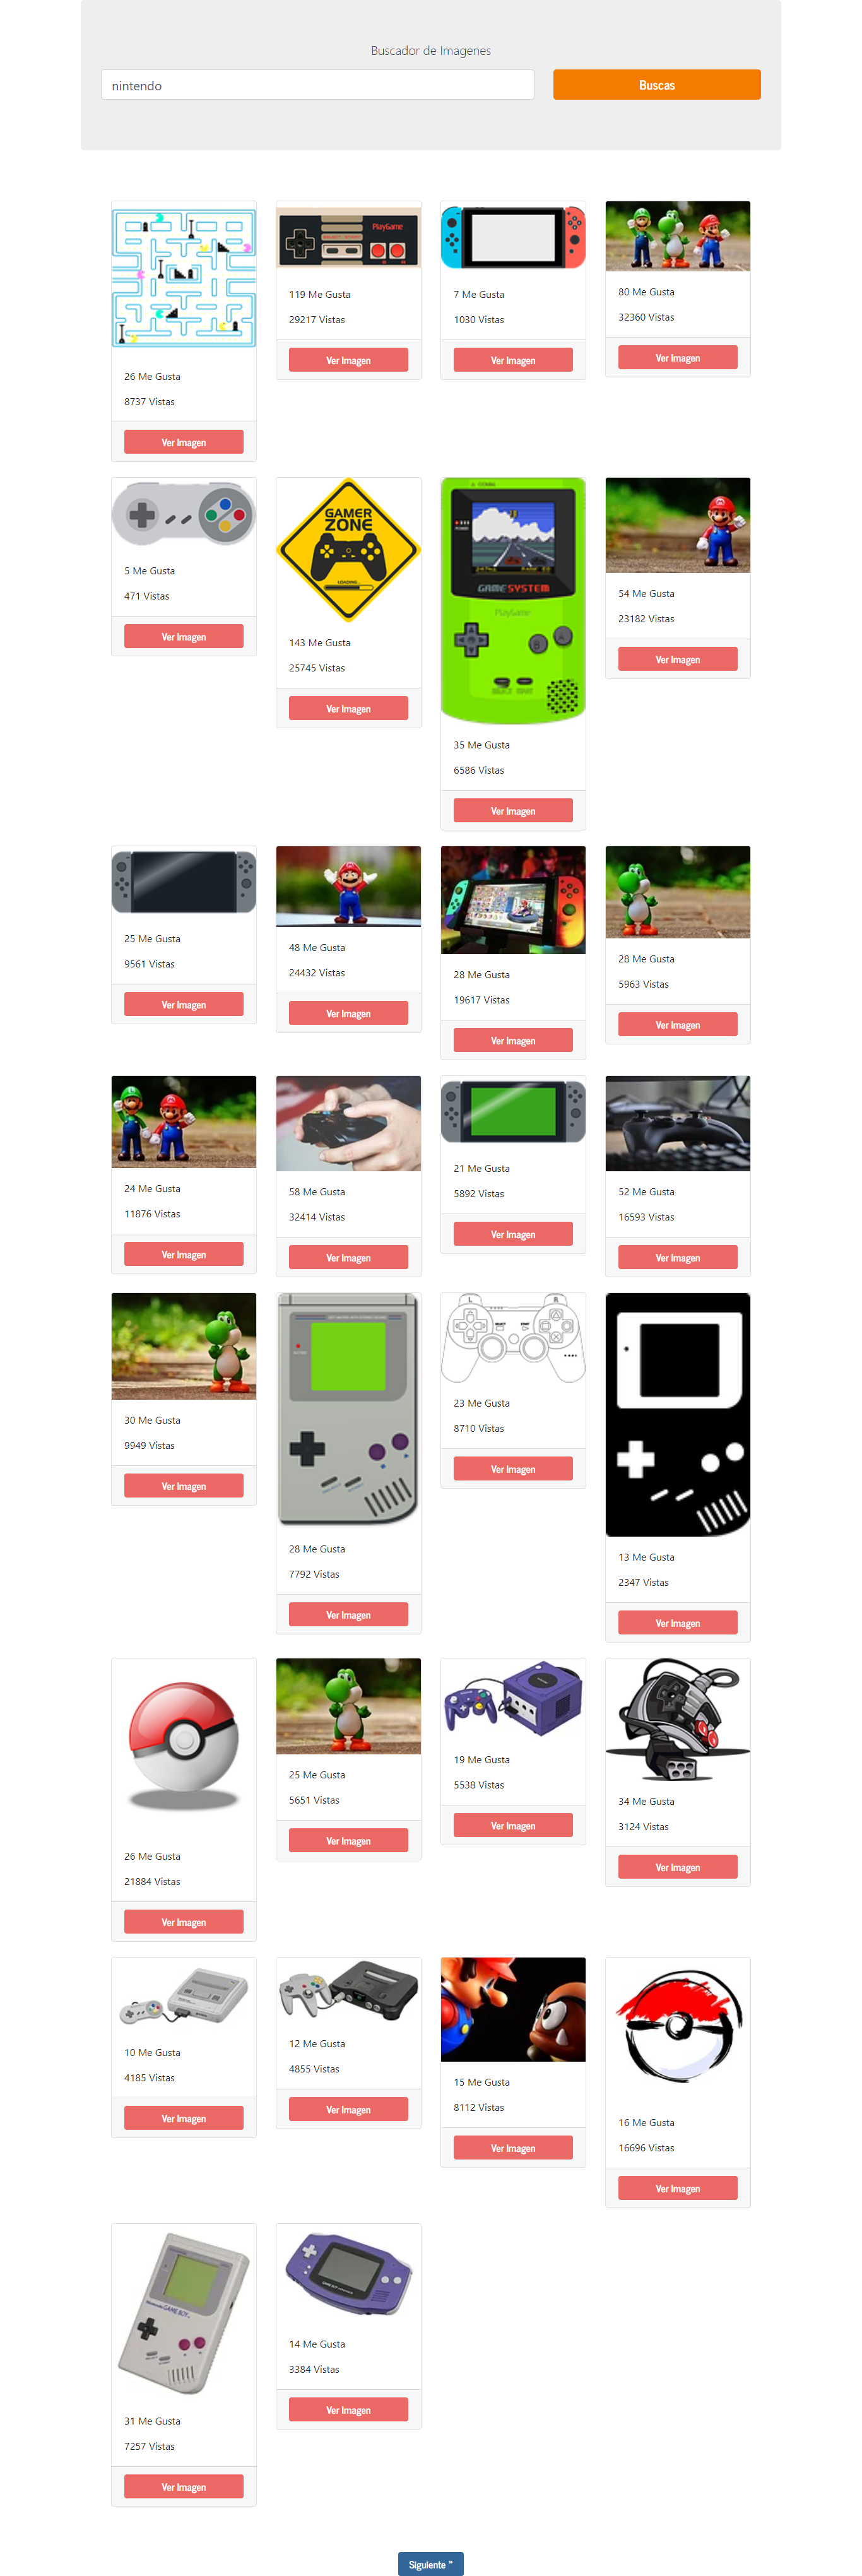 Buscador de Imagenes
nintendo
Buscas
PlayGame
26 Me Gusta
8737 Vistas
Ver Imagen
119 Me Gusta
29217 Vistas
Ver Imagen
7 Me Gusta
1030 Vistas
Ver Imagen
80 Me Gusta
32360 Vistas
Ver Imagen
5 Me Gusta
471 Vistas
Ver Imagen
GAMER
ZONE
LOADING...
143 Me Gusta
25745 Vistas
Ver Imagen
GAME SYSTEM
PlayGame
SELECT START
35 Me Gusta
6586 Vistas
Ver Imagen
54 Me Gusta
23182 Vistas
Ver Imagen
25 Me Gusta
9561 Vistas
Ver Imagen
48 Me Gusta
24432 Vistas
Ver Imagen
28 Me Gusta
19617 Vistas
Ver Imagen
28 Me Gusta
5963 Vistas
Ver Imagen
24 Me Gusta
11876 Vistas
Ver Imagen
58 Me Gusta
32414 Vistas
Ver Imagen
21 Me Gusta
5892 Vistas
Ver Imagen
52 Me Gusta
16593 Vistas
Ver Imagen
30 Me Gusta
9949 Vistas
Ver Imagen
28 Me Gusta
7792 Vistas
Ver Imagen
L R
SELECT START
23 Me Gusta
8710 Vistas
Ver Imagen
13 Me Gusta
2347 Vistas
Ver Imagen
26 Me Gusta
21884 Vistas
Ver Imagen
25 Me Gusta
5651 Vistas
Ver Imagen
19 Me Gusta
5538 Vistas
Ver Imagen
34 Me Gusta
3124 Vistas
Ver Imagen
10 Me Gusta
4185 Vistas
Ver Imagen
12 Me Gusta
4855 Vistas
Ver Imagen
15 Me Gusta
8112 Vistas
Ver Imagen
16 Me Gusta
16696 Vistas
Ver Imagen
Nintendo GAME BOY
31 Me Gusta
7257 Vistas
Ver Imagen
14 Me Gusta
3384 Vistas
Ver Imagen
Siguiente »